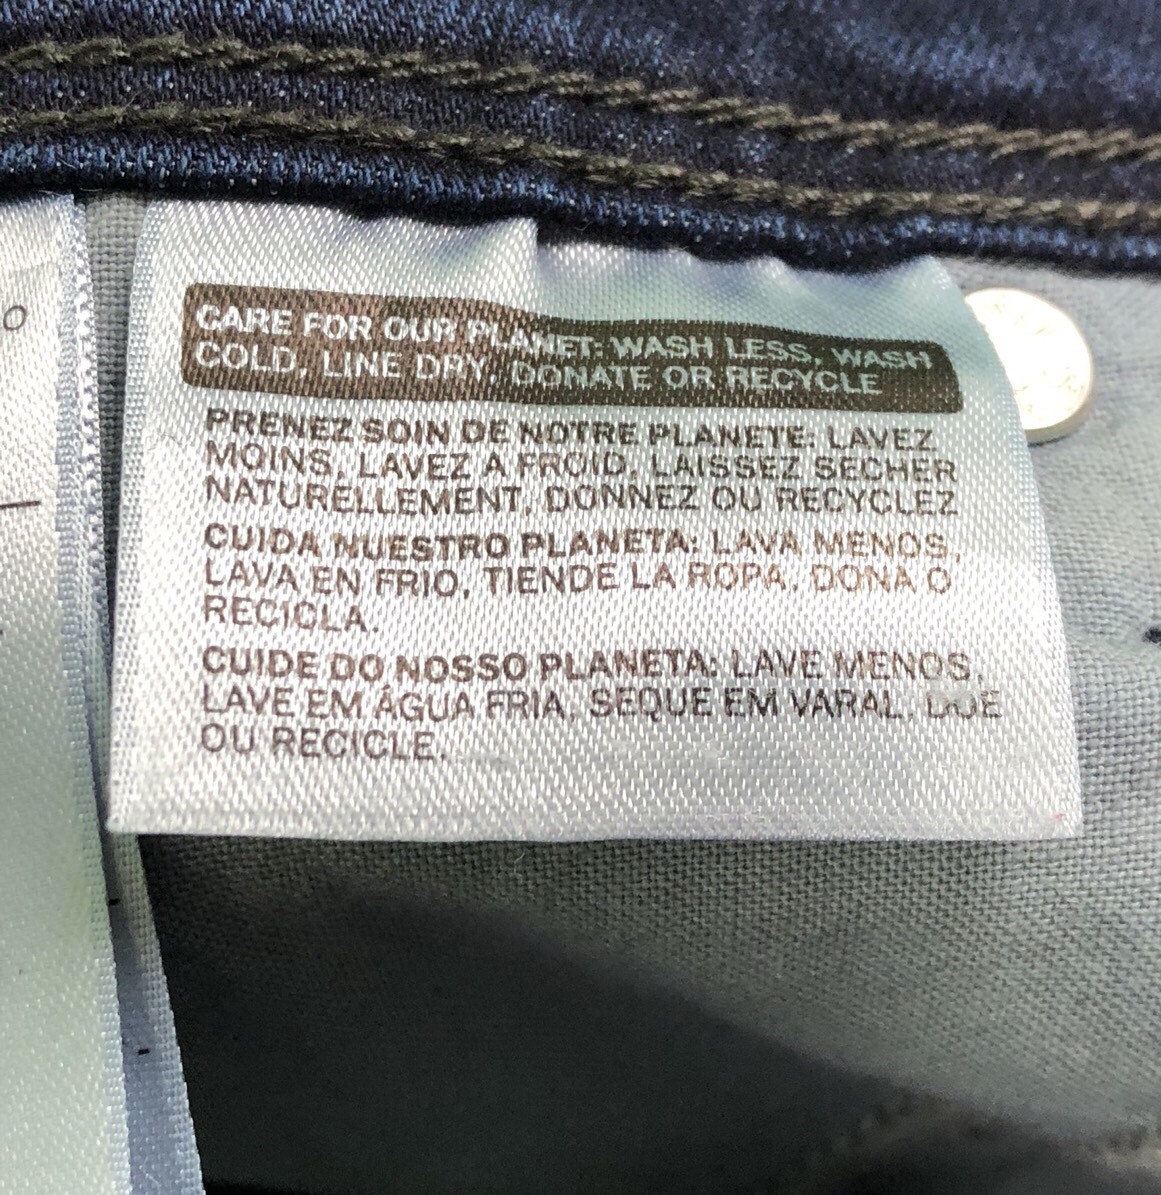 O
CARE FOR OUR PLANET: WASH LESS, WASH
COLD, LINE DRY, DONATE OR RECYCLE
PRENEZ SOIN DE NOTRE PLANETE: LAVEZ
MOINS, LAVEZ A FROID, LAISSEZ SECHER
NATURELLEMENT, DONNEZ OU RECYCLEZ
CUIDA NUESTRO PLANETA: LAVA MENOS,
LAVA EN FRIO, TIENDE LA ROPA, DONA O
RECICLA.
CUIDE DO NOSSO PLANETA: LAVE MENOS,
LAVE EM ÁGUA FRIA, SEQUE EM VARAL, DOE
OU RECICLE.